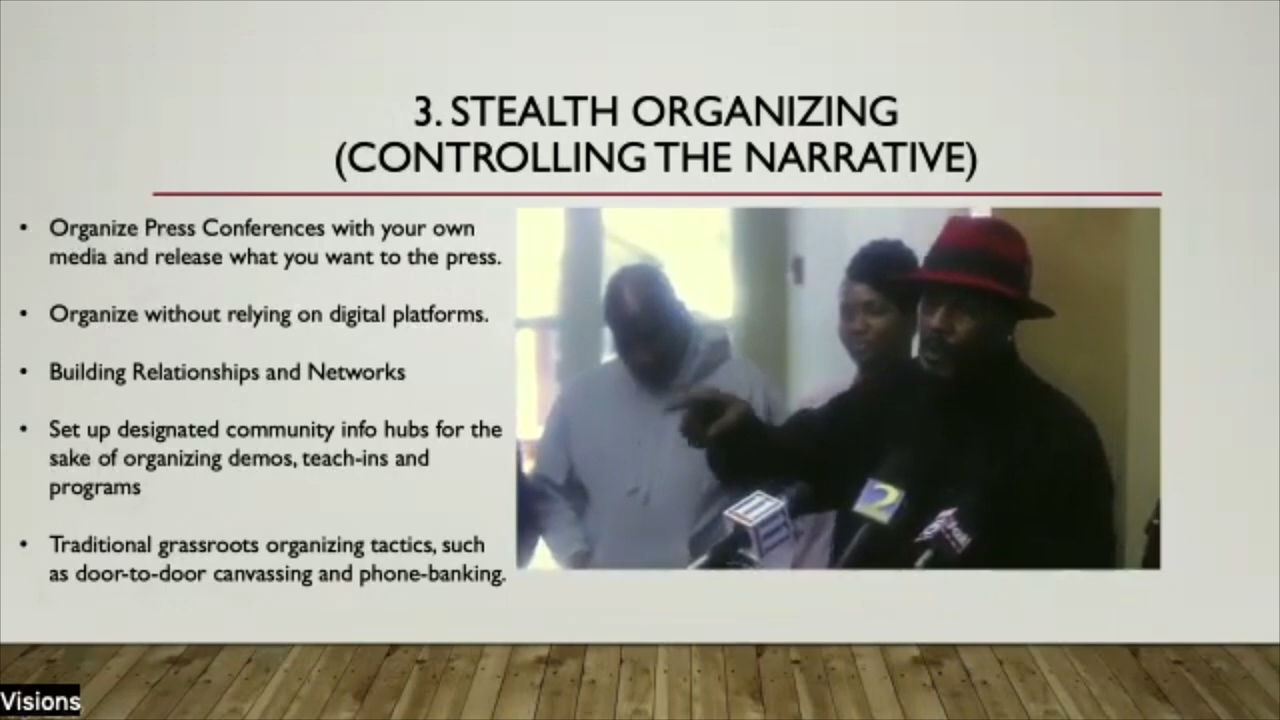 3. STEALTH ORGANIZING
(CONTROLLING THE NARRATIVE)
• Organize Press Conferences with your own
media and release what you want to the press.
• Organize without relying on digital platforms.
• Building Relationships and Networks
• Set up designated community info hubs for the
sake of organizing demos, teach-ins and
programs
• Traditional grassroots organizing tactics, such
as door-to-door canvassing and phone-banking.
2
Visions